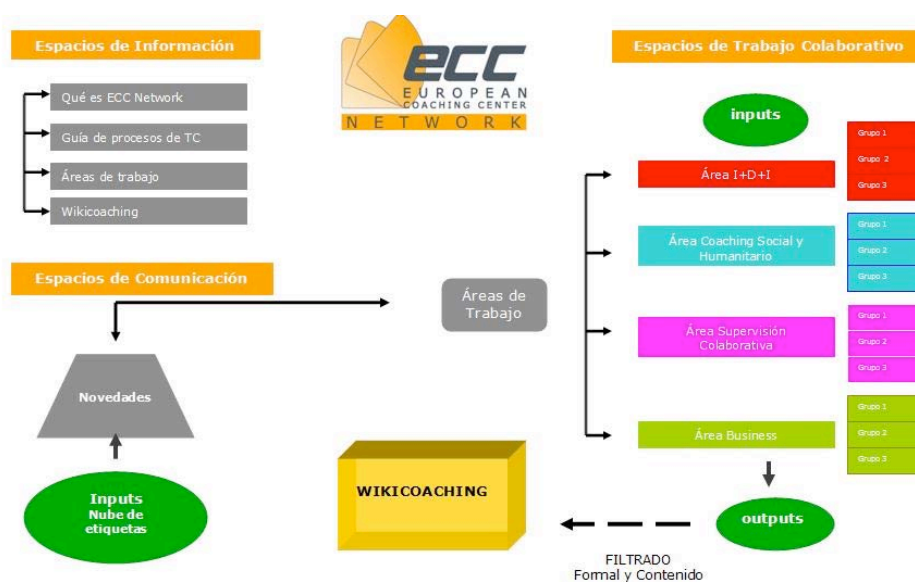 Espacios de Información
Qué es ECC Network
Guía de procesos de TC
Áreas de trabajo
Wikicoaching
ecc
EUROPEAN
COACHING CENTER
NETWORK
Espacios de Trabajo Colaborativo
inputs
Área I+D+I
Grupo 1
Grupo 2
Grupo 3
Área Coaching Social y
Humanitario
Grupo 1
Grupo 2
Grupo 3
Área Supervisión
Colaborativa
Grupo 1
Grupo 2
Grupo 3
Área Business
Grupo 1
Grupo 2
Grupo 3
Espacios de Comunicación
Áreas de
Trabajo
Novedades
Inputs
Nube de
etiquetas
WIKICOACHING
outputs
FILTRADO
Formal y Contenido